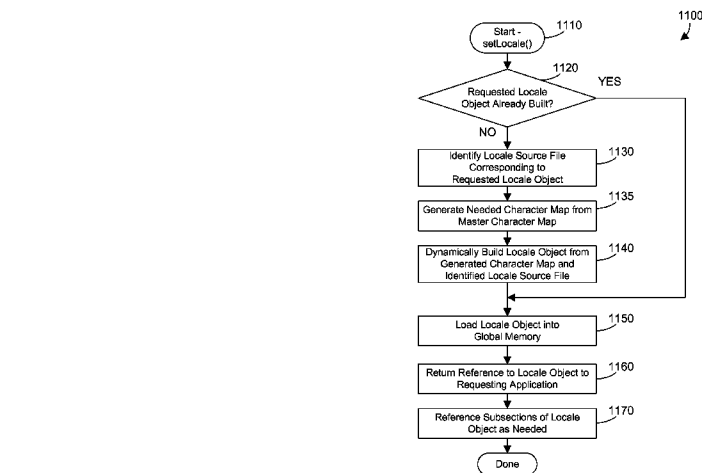 1100
Start -
setLocale()
1110
1120
YES
Requested Locale
Object Already Built?
NO
1130
Identify Locale Source File
Corresponding to
Requested Locale Object
1135
Generate Needed Character Map from
Master Character Map
1140
Dynamically Build Locale Object from
Generated Character Map and
Identified Locale Source File
1150
Load Locale Object into
Global Memory
1160
Return Reference to Locale Object to
Requesting Application
1170
Reference Subsections of Locale
Object as Needed
Done